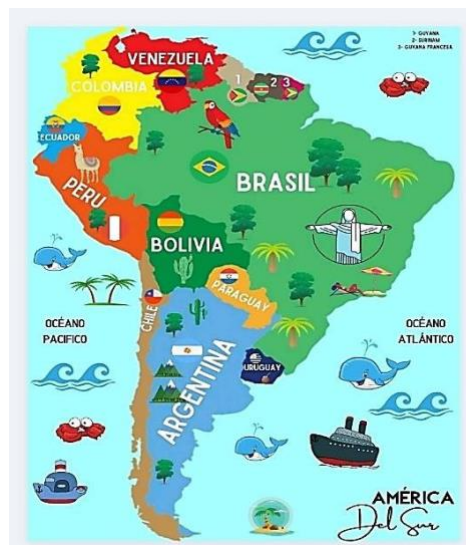 1- GUYANA
2- SURINAM
3- GUYANA FRANCESA
VENEZUELA
COLOMBIA
1
2
3
ECUADOR
PERÚ
BRASIL
BOLIVIA
PARAGUAY
CHILE
OCÉANO
PACIFICO
OCÉANO
ATLÁNTICO
ARGENTINA
URUGUAY
AMÉRICA
Del Sur